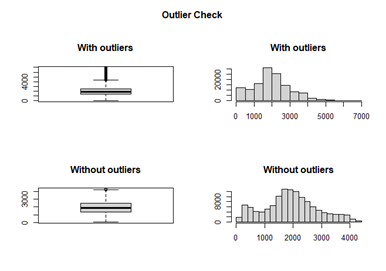 Outlier Check
With outliers
With outliers
0 4000
0 20000
0 1000 3000 5000 7000
Without outliers
Without outliers
0 3000
0 8000
0 1000 2000 3000 4000